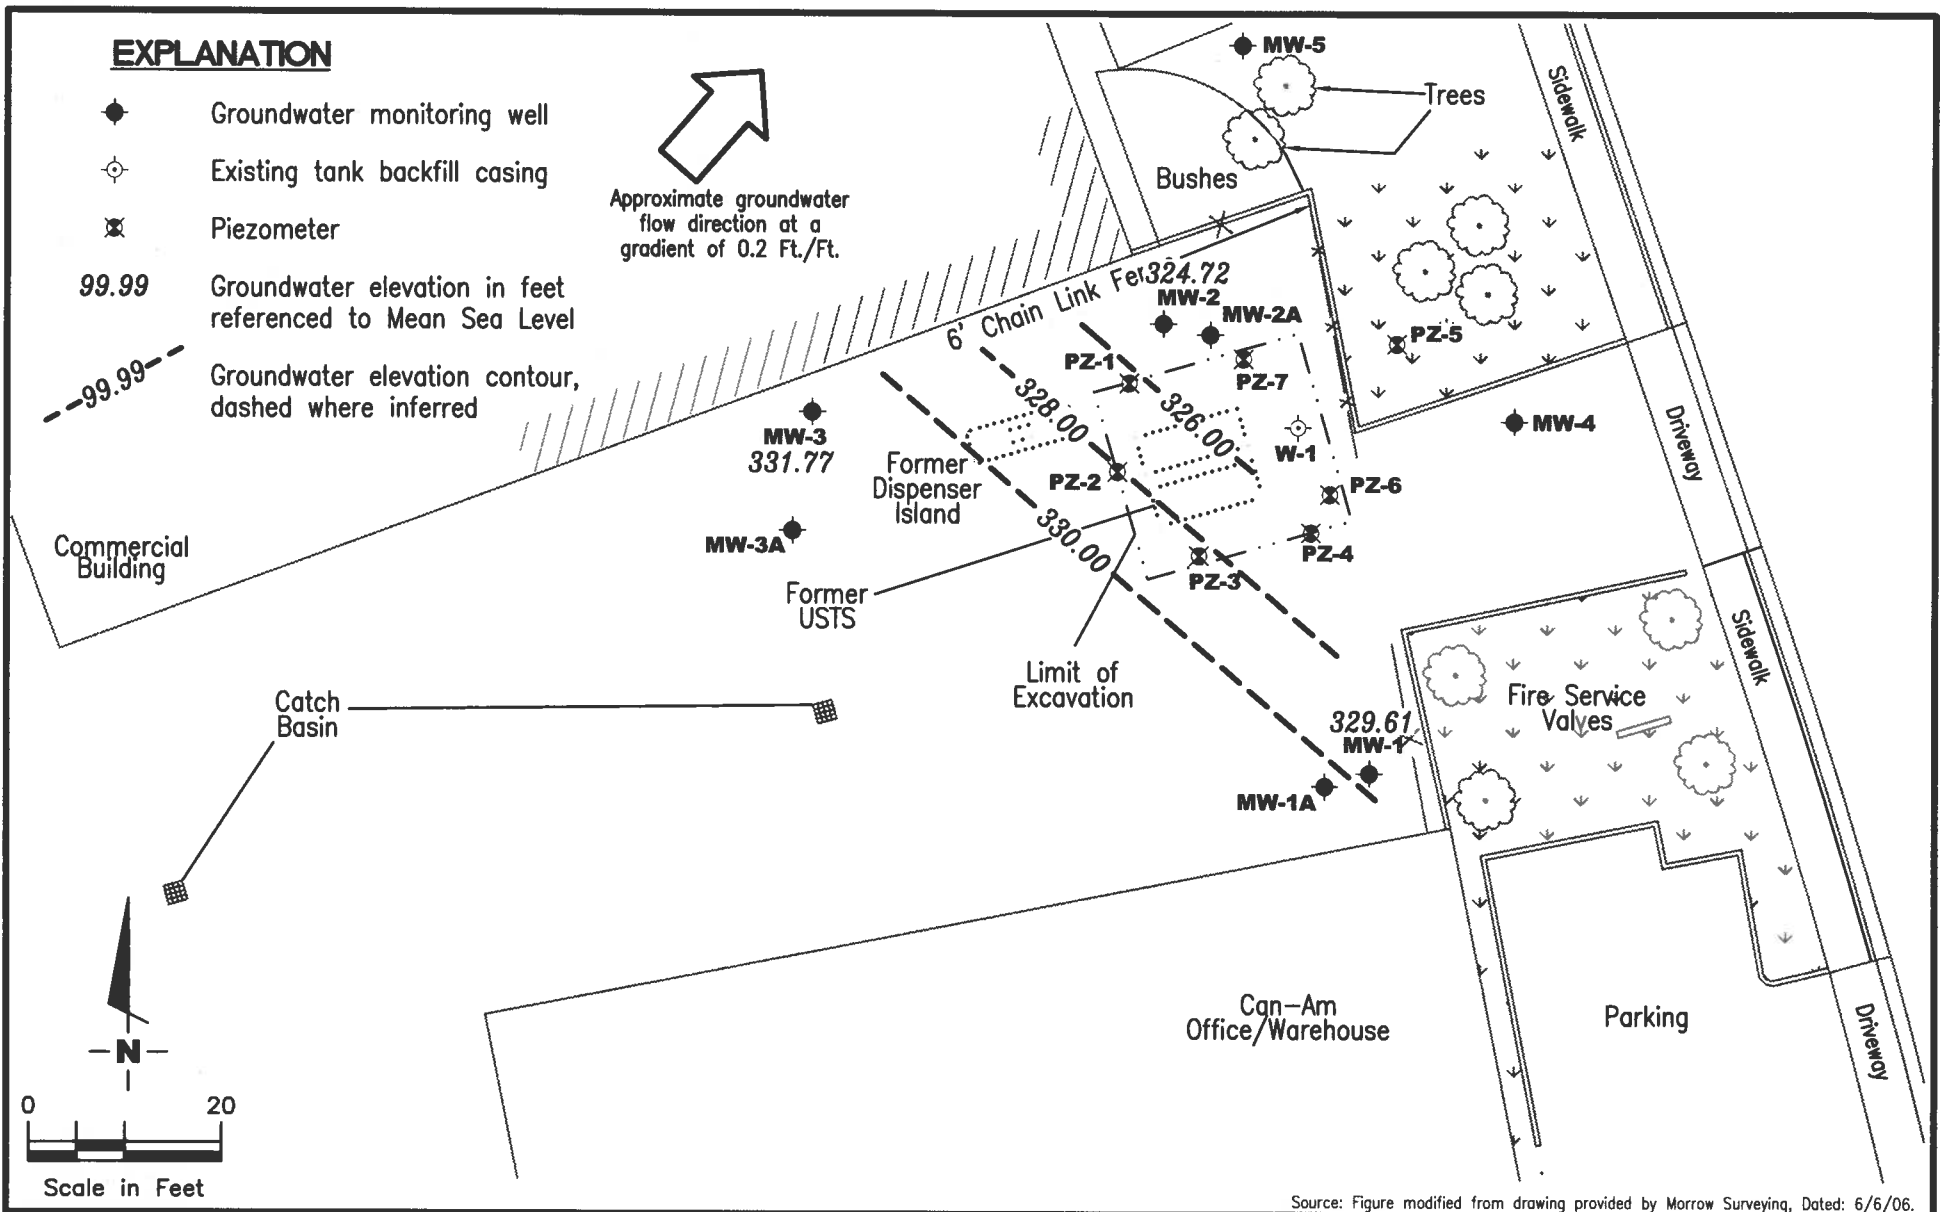 EXPLANATION
Groundwater monitoring well
Existing tank backfill casing
Piezometer
99.99
Groundwater elevation in feet
referenced to Mean Sea Level
99.99
Groundwater elevation contour,
dashed where inferred
Approximate groundwater
flow direction at a
gradient of 0.2 Ft./Ft.
MW-5
Trees
Sidewalk
Bushes
6' Chain Link Fe
324.72
MW-2
MW-2A
PZ-1
PZ-7
PZ-5
328.00
326.00
MW-3
331.77
Former
Dispenser
Island
PZ-2
W-1
PZ-6
MW-4
Driveway
MW-3A
330.00
PZ-4
PZ-3
Commercial
Building
Former
USTS
Limit of
Excavation
Sidewalk
Fire Service
Valves
329.61
MW-1
MW-1A
Catch
Basin
N
0 20
Scale in Feet
Can-Am
Office/Warehouse
Parking
Driveway
Source: Figure modified from drawing provided by Morrow Surveying, Dated: 6/6/06.